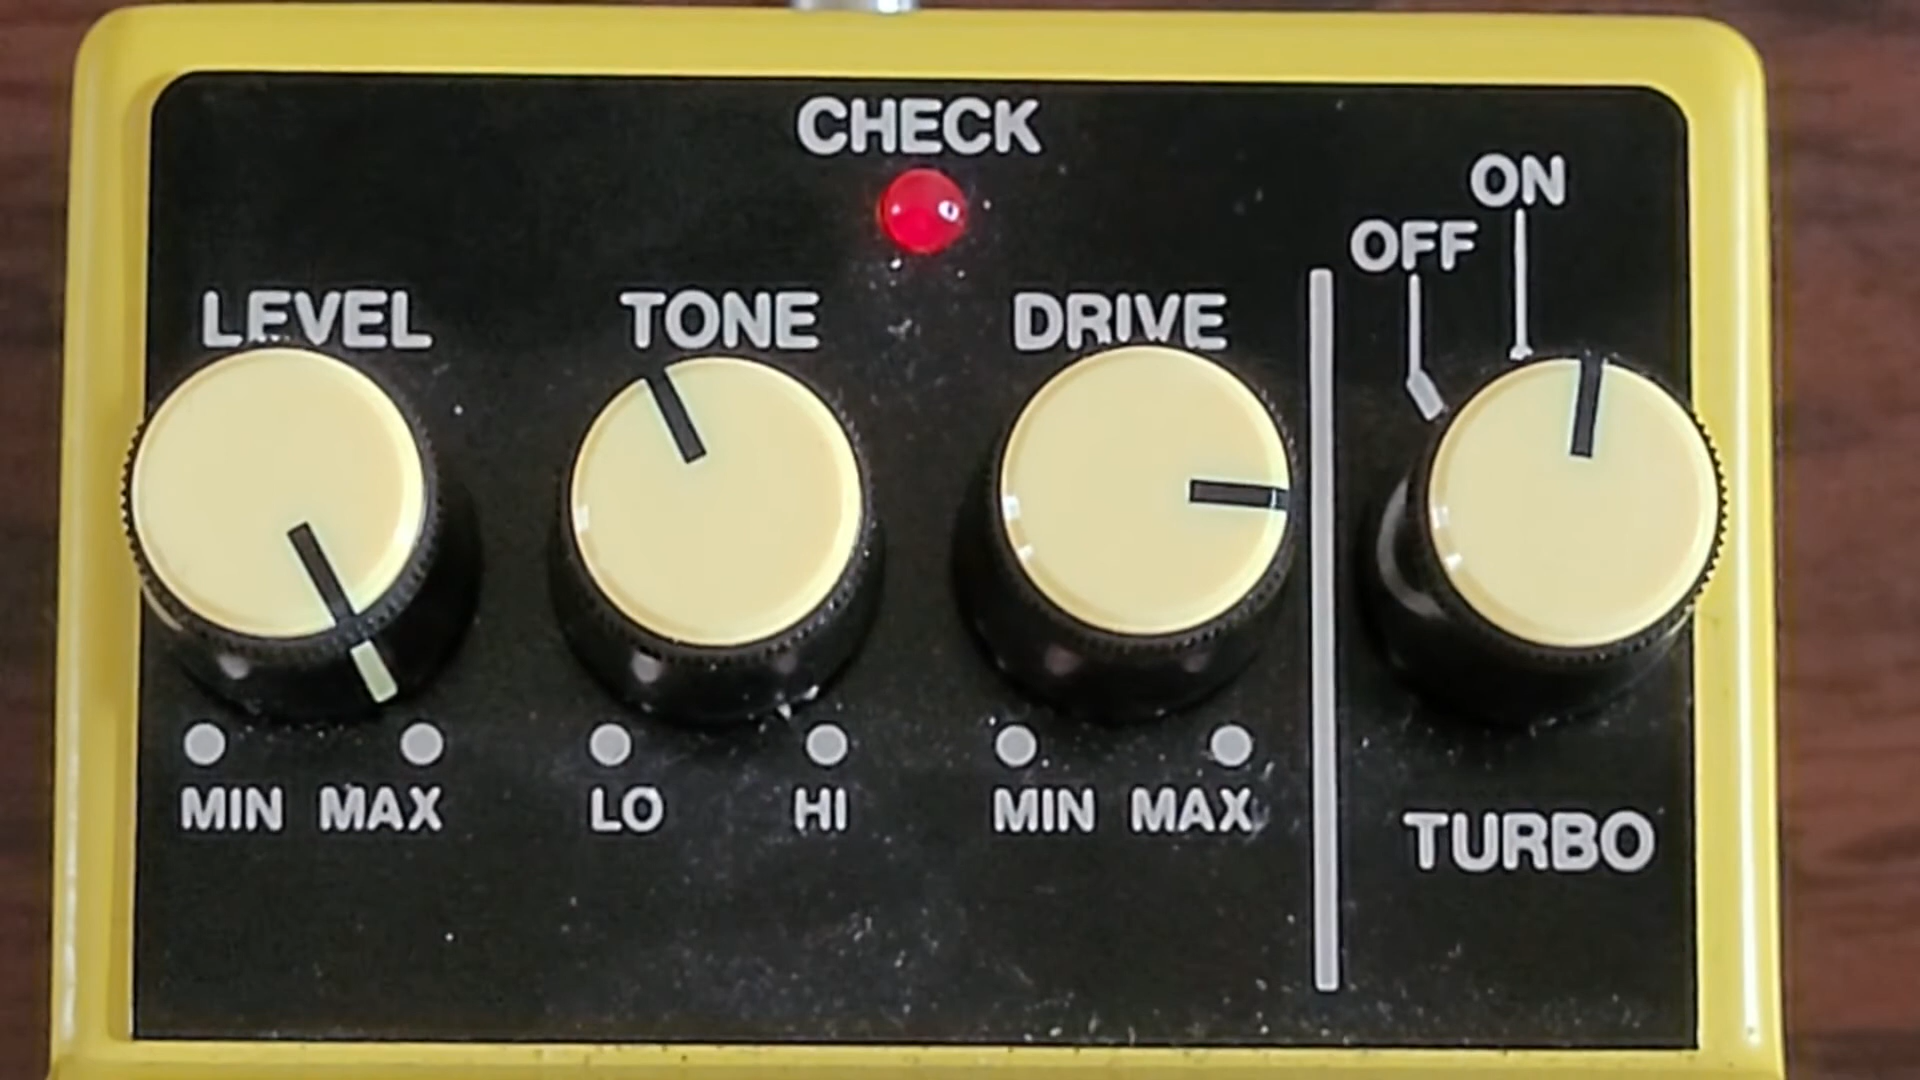 CHECK
ON
OFF
LEVEL TONE DRIVE
MIN MAX LO HI MIN MAX
TURBO